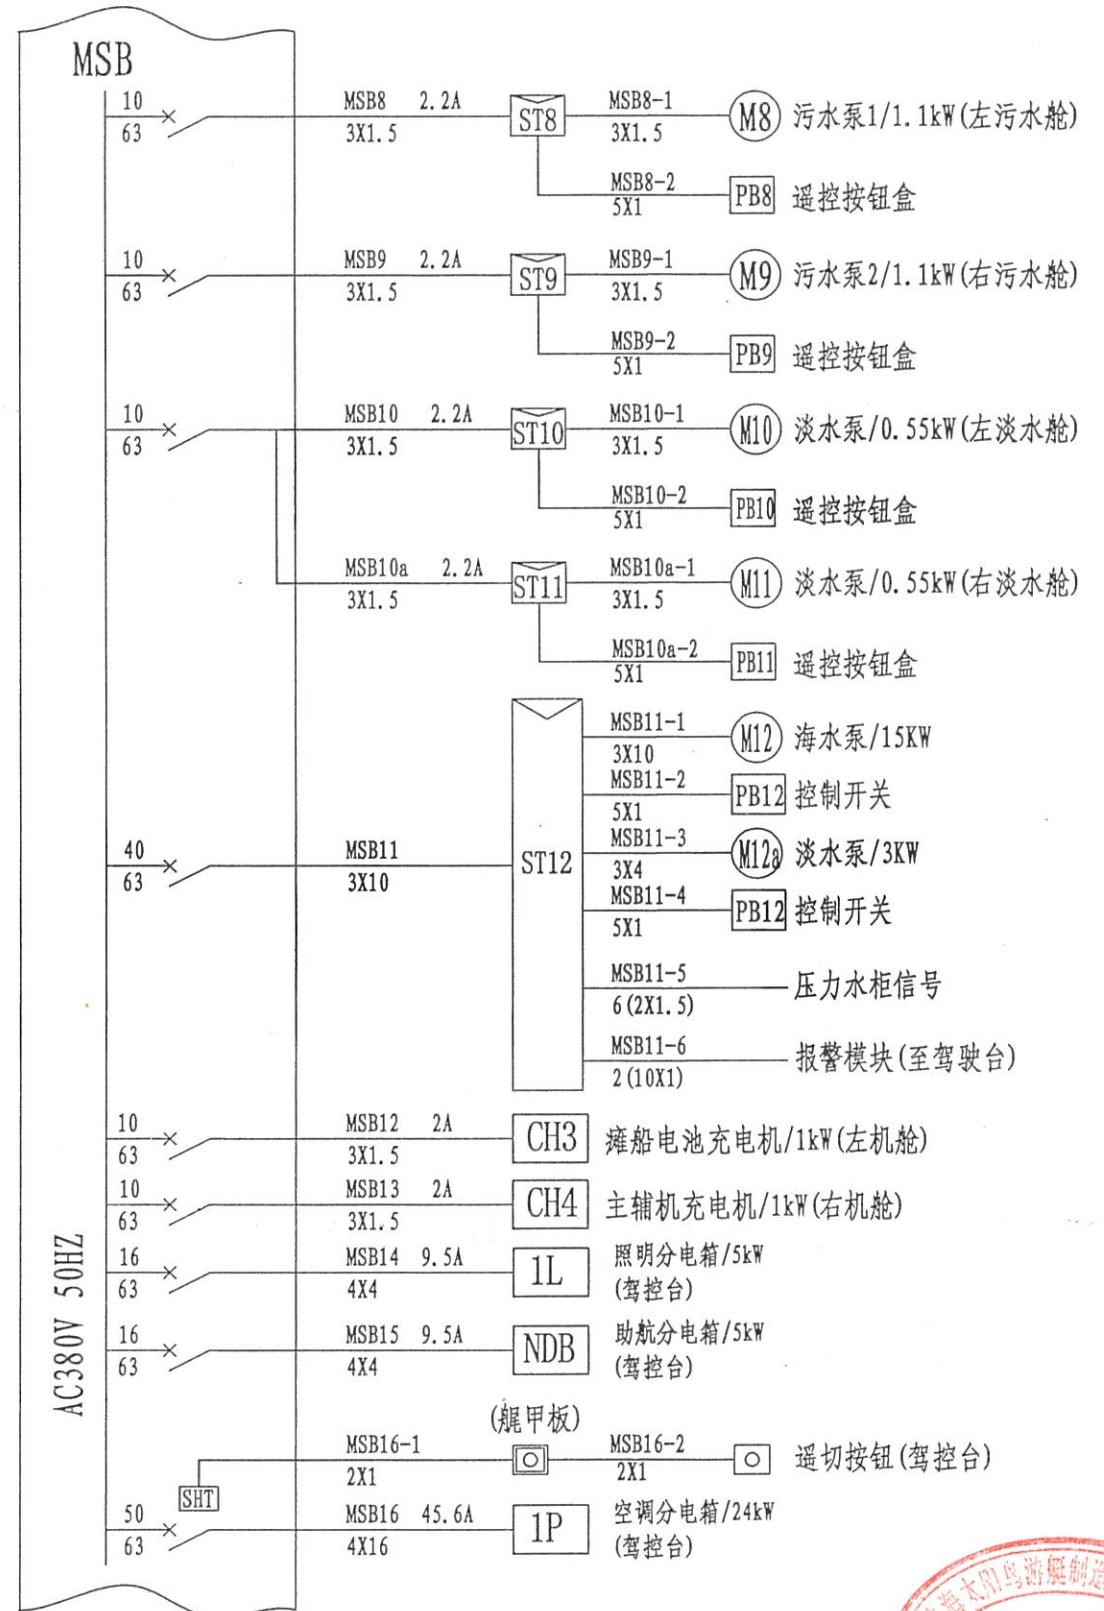 MSB
10 MSB8 2.2A ST8 MSB8-1 M8 污水泵1/1.1kW(左污水舱)
63 3X1.5 3X1.5
MSB8-2 PB8 遥控按钮盒
5X1
10 MSB9 2.2A ST9 MSB9-1 M9 污水泵2/1.1kW(右污水舱)
63 3X1.5 3X1.5
MSB9-2 PB9 遥控按钮盒
5X1
10 MSB10 2.2A ST10 MSB10-1 M10 淡水泵/0.55kW(左淡水舱)
63 3X1.5 3X1.5
MSB10-2 PB10 遥控按钮盒
5X1
MSB10a 2.2A ST11 MSB10a-1 M11 淡水泵/0.55kW(右淡水舱)
3X1.5 3X1.5
MSB10a-2 PB11 遥控按钮盒
5X1
MSB11-1 M12 海水泵/15KW
3X10
MSB11-2 PB12 控制开关
5X1
40 MSB11 ST12 MSB11-3 M12a 淡水泵/3KW
63 3X10 3X4
MSB11-4 PB12 控制开关
5X1
MSB11-5 压力水柜信号
6(2X1.5)
MSB11-6 报警模块(至驾驶台)
2(10X1)
10 MSB12 2A CH3 瘫船电池充电机/1kW(左机舱)
63 3X1.5
10 MSB13 2A CH4 主辅机充电机/1kW(右机舱)
63 3X1.5
16 MSB14 9.5A 1L 照明分电箱/5kW
63 4X4 (驾控台)
16 MSB15 9.5A NDB 助航分电箱/5kW
63 4X4 (驾控台)
AC380V 50HZ
(艉甲板)
MSB16-1 MSB16-2 遥切按钮(驾控台)
2X1 2X1
SHT
50 MSB16 45.6A 1P 空调分电箱/24kW
63 4X16 (驾控台)
海太阳鸟游艇制造